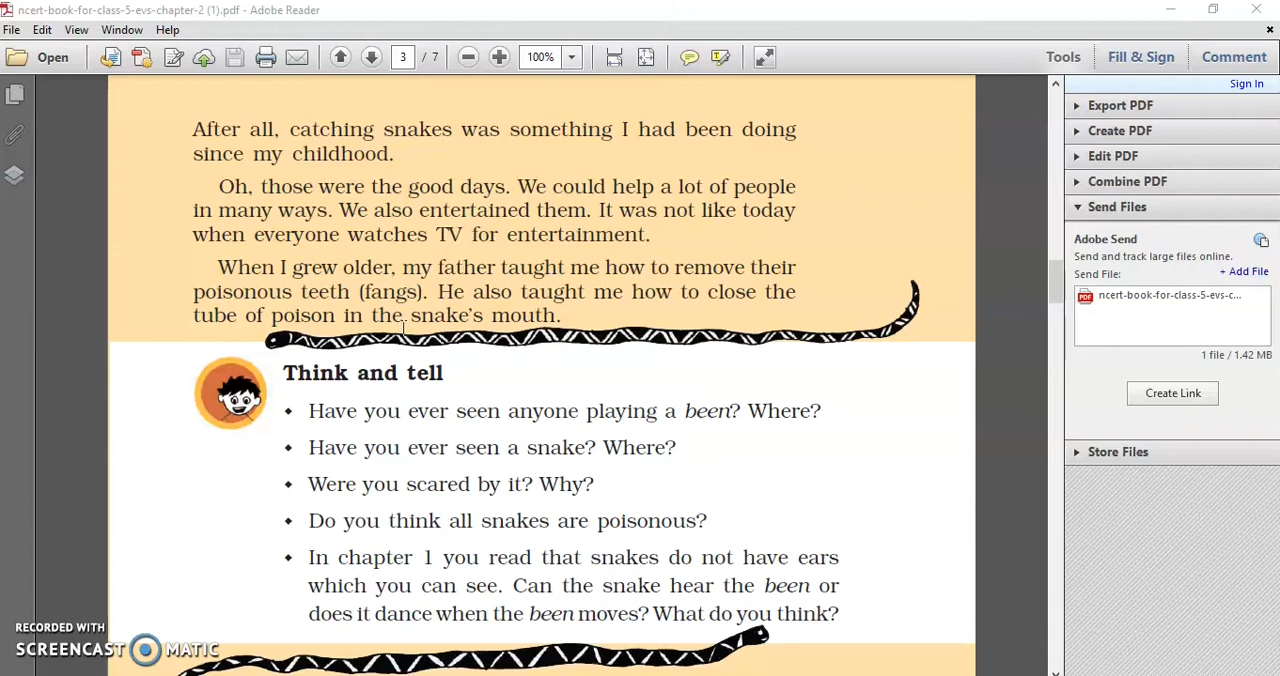 ncert-book-for-class-5-evs-chapter-2 (1).pdf - Adobe Reader
File Edit View Window Help
Open 3 / 7 100% Tools Fill & Sign Comment
Sign In
Export PDF
Create PDF
Edit PDF
Combine PDF
Send Files
Adobe Send
Send and track large files online.
Send File:
+ Add File
ncert-book-for-class-5-evs-c...
1 file / 1.42 MB
Create Link
Store Files
After all, catching snakes was something I had been doing
since my childhood.
Oh, those were the good days. We could help a lot of people
in many ways. We also entertained them. It was not like today
when everyone watches TV for entertainment.
When I grew older, my father taught me how to remove their
poisonous teeth (fangs). He also taught me how to close the
tube of poison in the snake's mouth.
Think and tell
• Have you ever seen anyone playing a been? Where?
• Have you ever seen a snake? Where?
• Were you scared by it? Why?
• Do you think all snakes are poisonous?
• In chapter 1 you read that snakes do not have ears
which you can see. Can the snake hear the been or
does it dance when the been moves? What do you think?
RECORDED WITH
SCREENCAST MATIC